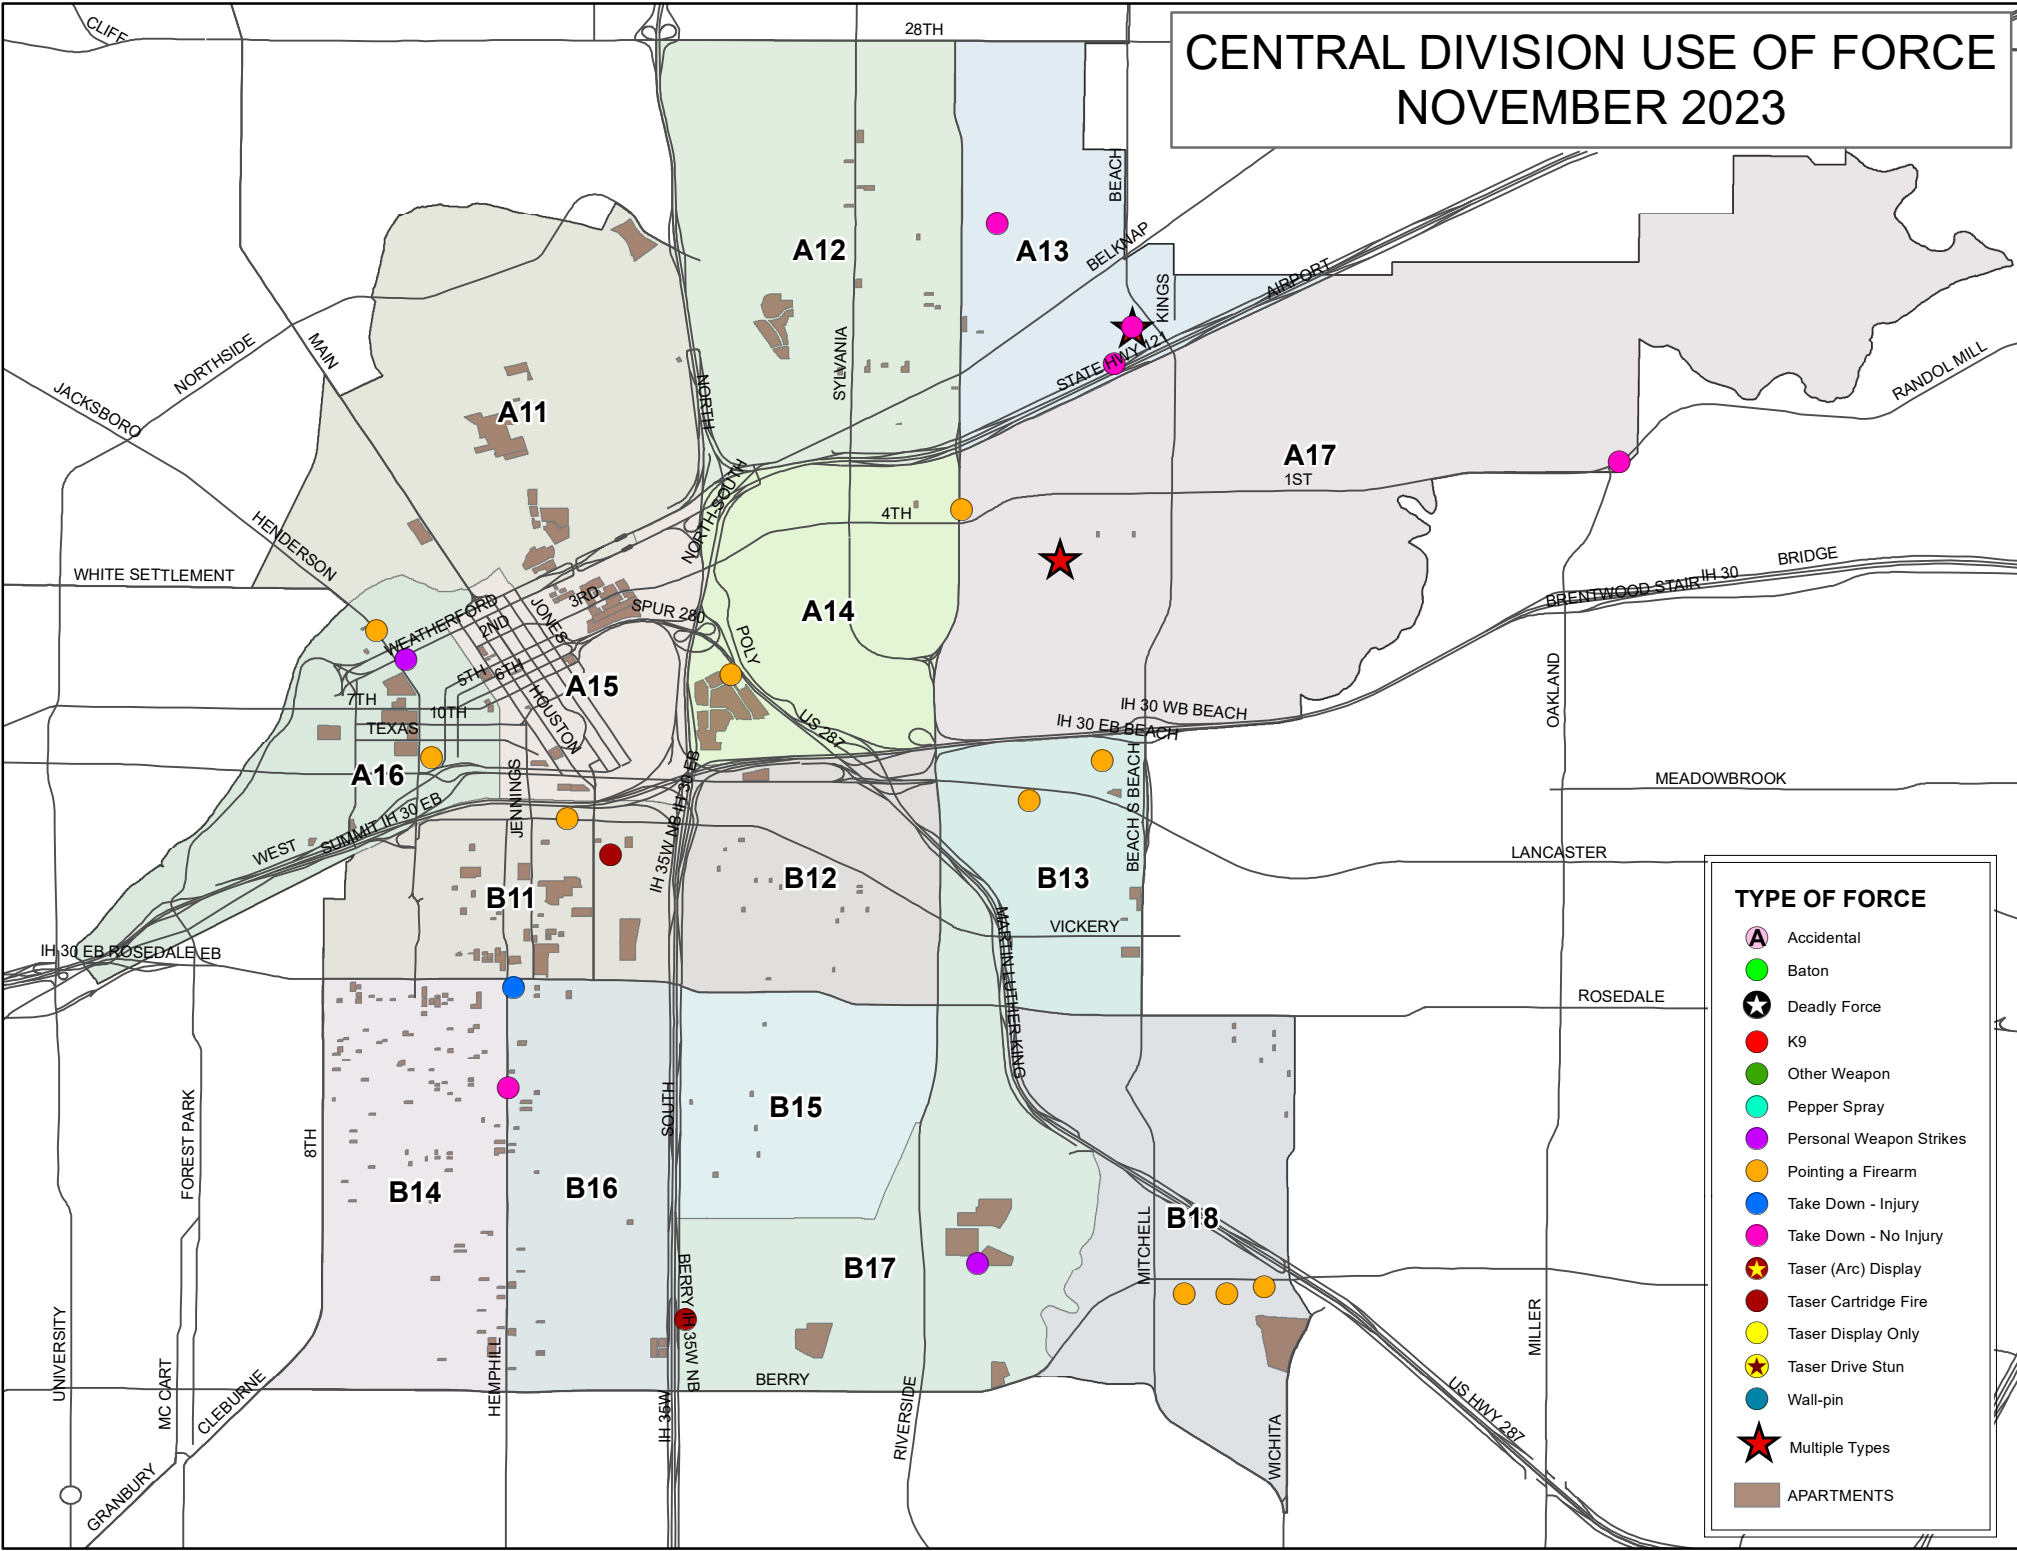 CENTRAL DIVISION USE OF FORCE
NOVEMBER 2023
CLIFF
28TH
BEACH
BELKNAP
A12
A13
AIRPORT
KINGS
NORTHSIDE
MAIN
SYLVANIA
STATE HWY 121
JACKSBORO
NORTH
RANDOL MILL
A11
A17
1ST
NORTH-SOUTH
4TH
HENDERSON
WHITE SETTLEMENT
BRIDGE
IH 30
BRENTWOOD STAIR
WEATHERFORD
JONES
3RD
2ND
SPUR 280
A14
POLY
5TH
6TH
A15
HOUSTON
7TH
10TH
TEXAS
US 287
IH 30 WB BEACH
IH 30 EB BEACH
OAKLAND
A16
MEADOWBROOK
JENNINGS
IH 35W NB IH 30 EB
BEACH S BEACH
SUMMIT IH 30 EB
WEST
LANCASTER
B11
B12
B13
VICKERY
MARTIN LUTHER KING
IH 30 EB ROSEDALE EB
ROSEDALE
FOREST PARK
8TH
SOUTH
B15
B14
B16
B18
MITCHELL
B17
BERRY IH 35W NB
UNIVERSITY
MC CART
CLEBURNE
HEMPHILL
IH 35W
BERRY
RIVERSIDE
WICHITA
MILLER
US HWY 287
GRANBURY
TYPE OF FORCE
A Accidental
Baton
Deadly Force
K9
Other Weapon
Pepper Spray
Personal Weapon Strikes
Pointing a Firearm
Take Down - Injury
Take Down - No Injury
Taser (Arc) Display
Taser Cartridge Fire
Taser Display Only
Taser Drive Stun
Wall-pin
Multiple Types
APARTMENTS